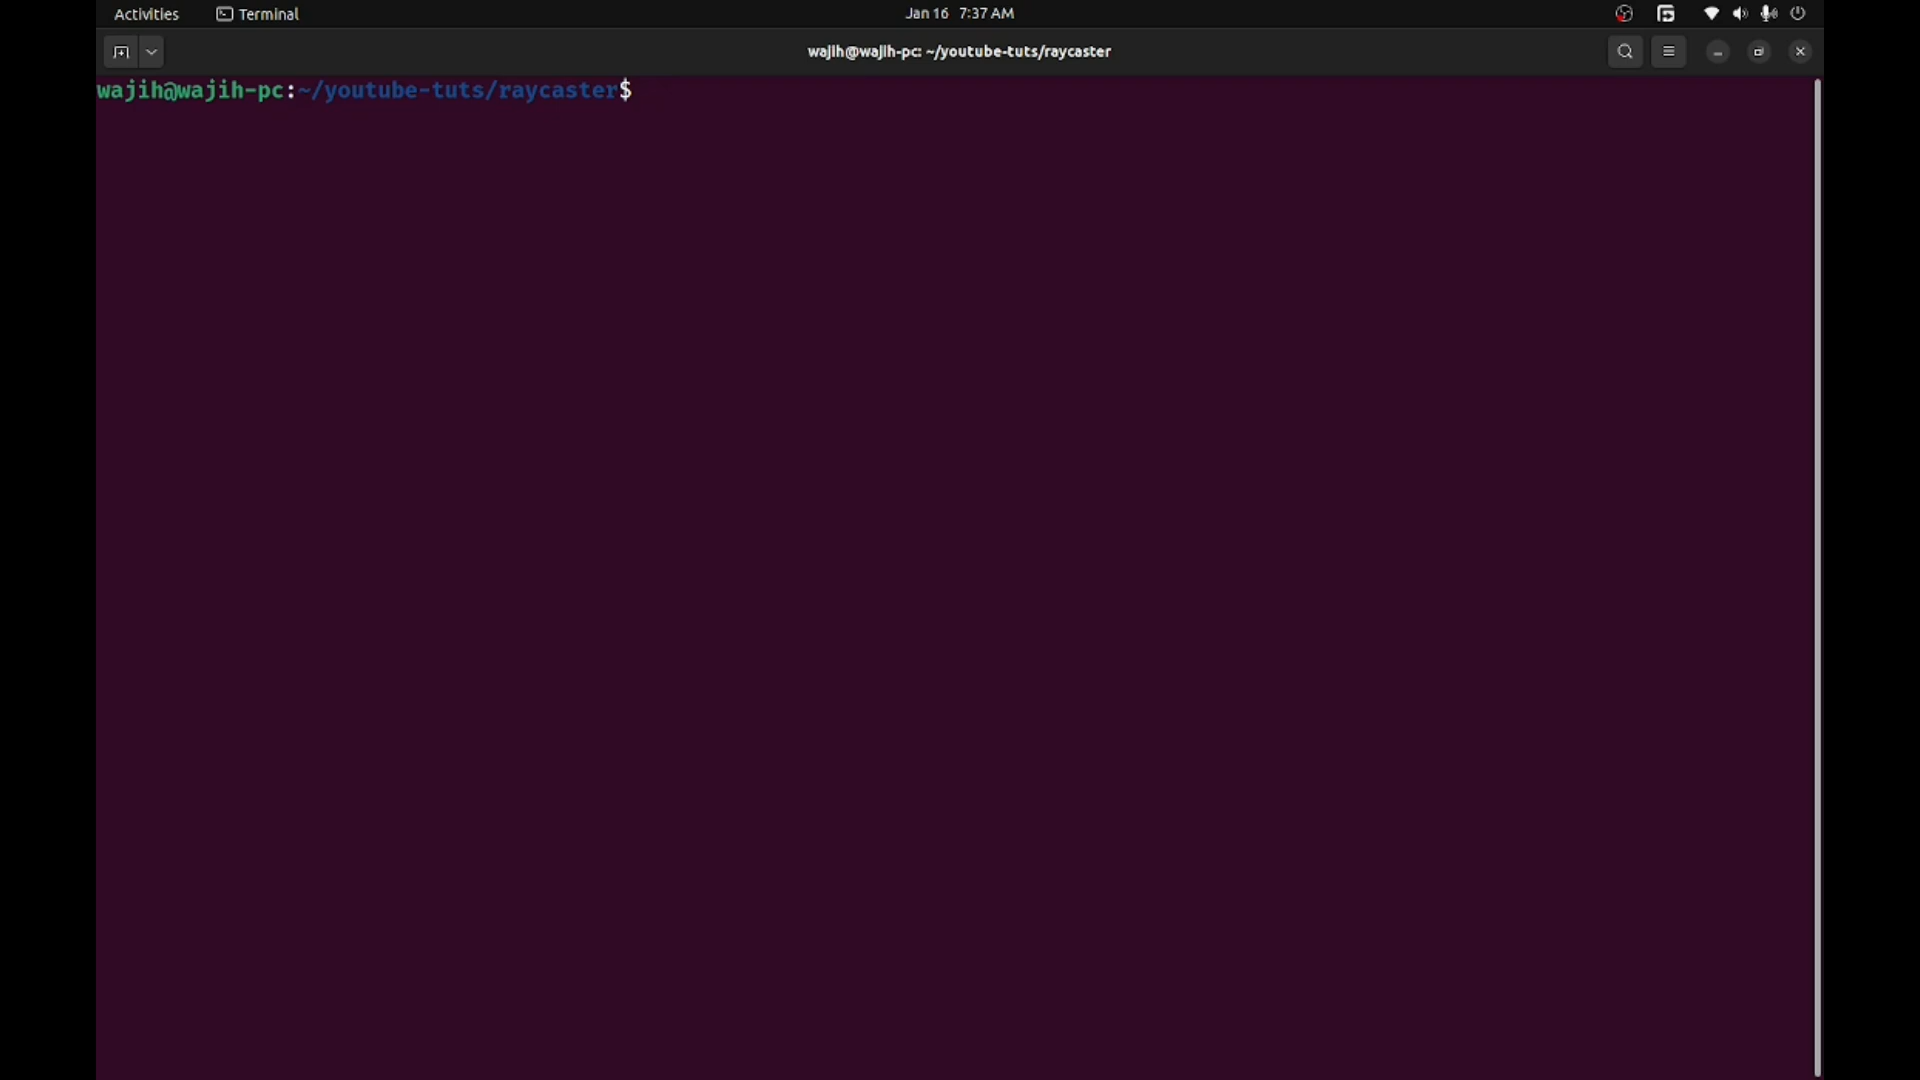 Activities Terminal Jan 16 7:37 AM
wajih@wajih-pc: ~/youtube-tuts/raycaster
wajih@wajih-pc:~/youtube-tuts/raycaster$